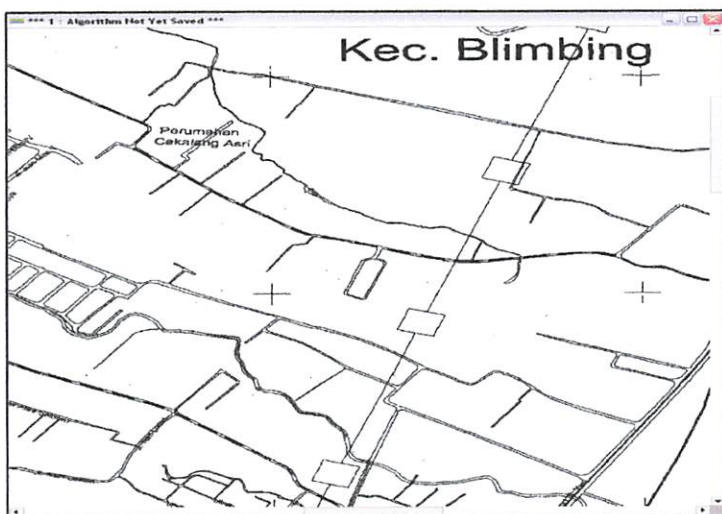 *** 1 : Algorithm Not Yet Saved ***
Kec. Blimbing
Perumahan
Cakalang Asri